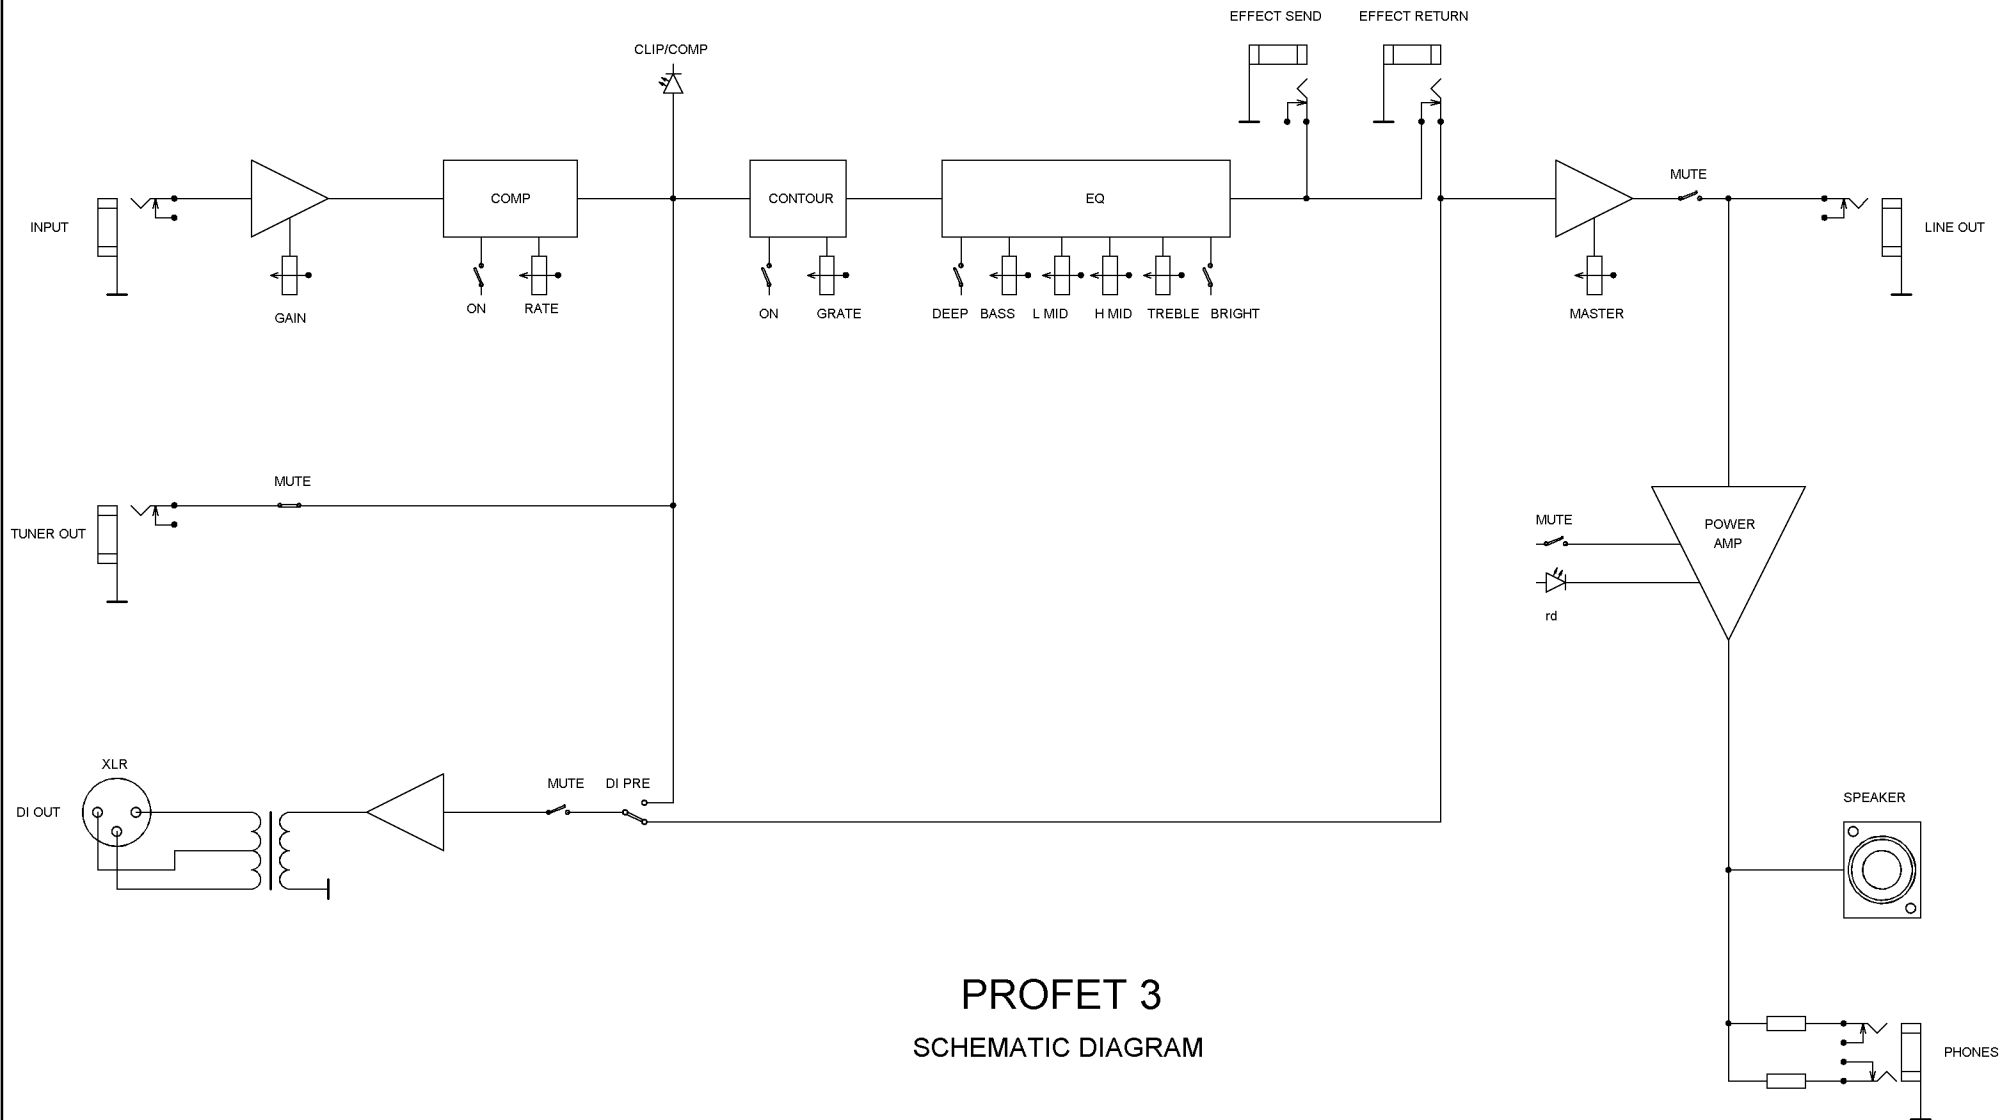 EFFECT SEND
EFFECT RETURN
CLIP/COMP
INPUT
GAIN
COMP
ON
RATE
CONTOUR
ON
GRATE
EQ
DEEP
BASS
L MID
H MID
TREBLE
BRIGHT
MASTER
MUTE
LINE OUT
TUNER OUT
MUTE
MUTE
rd
POWER
AMP
XLR
DI OUT
MUTE
DI PRE
SPEAKER
PHONES
PROFET 3
SCHEMATIC DIAGRAM